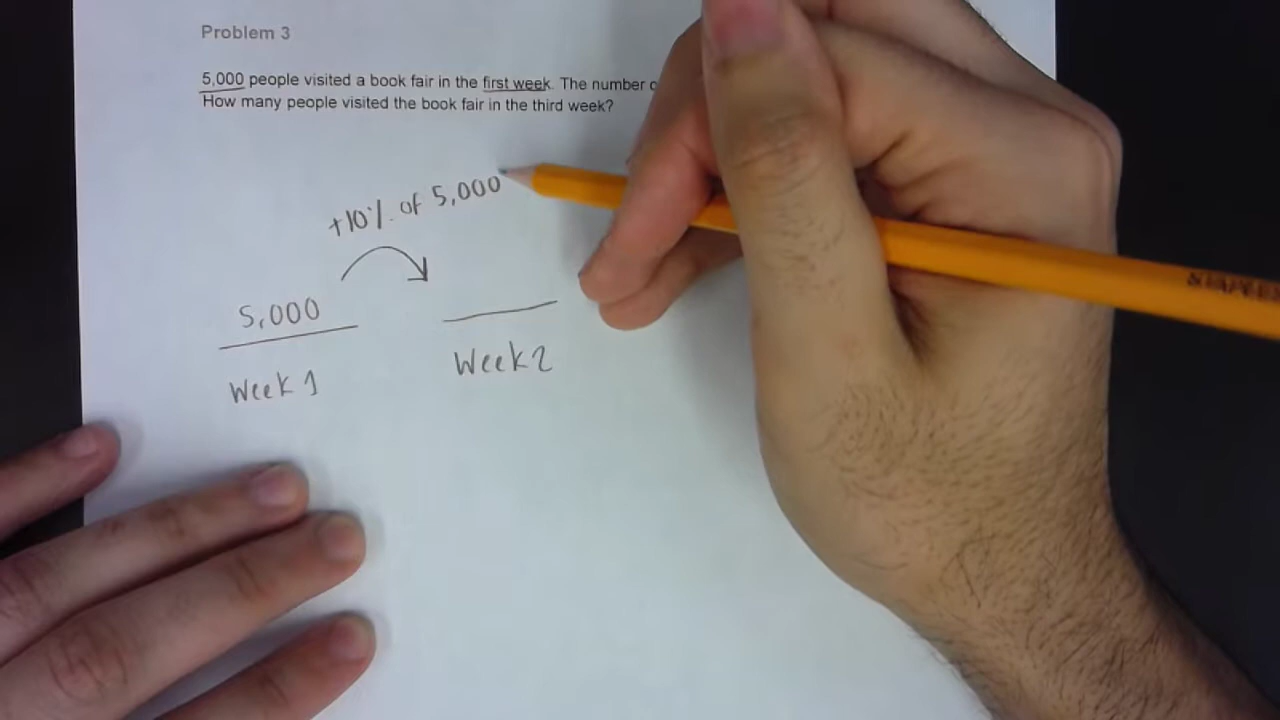 Problem 3
5,000 people visited a book fair in the first week. The number
How many people visited the book fair in the third week?
+10% of 5,000
5,000
Week 1
Week 2